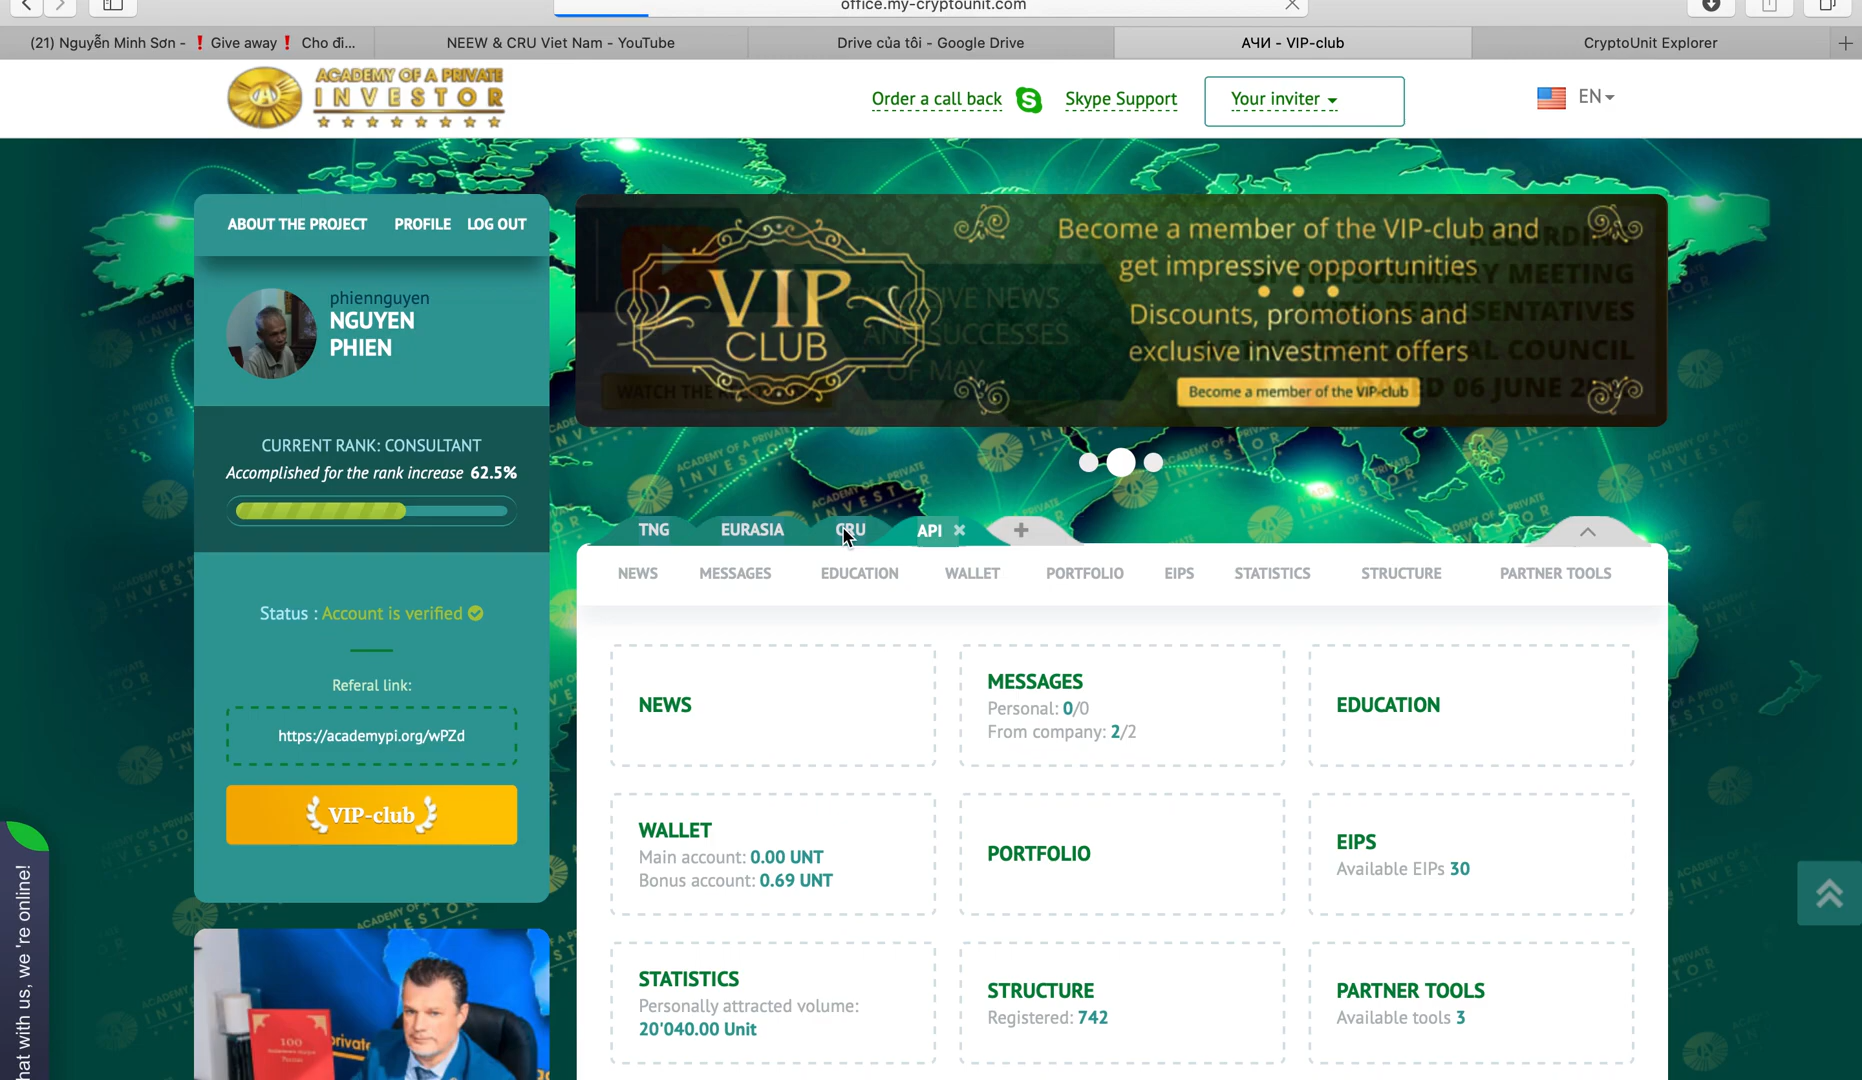 office.my-cryptounit.com
(21) Nguyễn Minh Sơn - ❗Give away❗ Cho đi...
NEEW & CRU Viet Nam - YouTube
Drive của tôi - Google Drive
АЧИ - VIP-club
CryptoUnit Explorer
ACADEMY OF A PRIVATE
INVESTOR
Order a call back
Skype Support
Your inviter
EN
ABOUT THE PROJECT
PROFILE
LOG OUT
phiennguyen
NGUYEN
PHIEN
CURRENT RANK: CONSULTANT
Accomplished for the rank increase 62.5%
Status : Account is verified
Referal link:
https://academypi.org/wPZd
VIP-club
VIP
CLUB
Become a member of the VIP-club and
get impressive opportunities
Discounts, promotions and
exclusive investment offers
Become a member of the VIP-club
TNG
EURASIA
CRU
API
NEWS
MESSAGES
EDUCATION
WALLET
PORTFOLIO
EIPS
STATISTICS
STRUCTURE
PARTNER TOOLS
NEWS
MESSAGES
Personal: 0/0
From company: 2/2
EDUCATION
WALLET
Main account: 0.00 UNT
Bonus account: 0.69 UNT
PORTFOLIO
EIPS
Available EIPs 30
STATISTICS
Personally attracted volume:
20'040.00 Unit
STRUCTURE
Registered: 742
PARTNER TOOLS
Available tools 3
hat with us, we 're online!
100